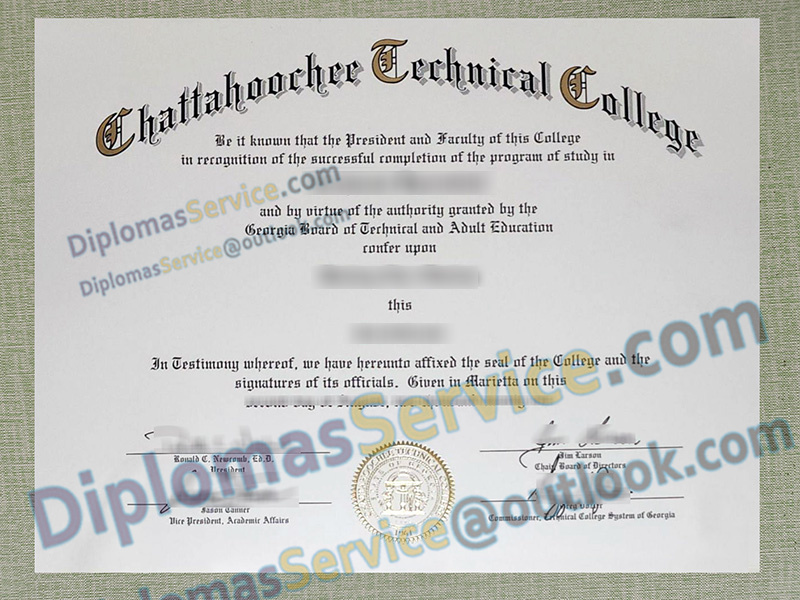 Chattahoochee Technical College
Be it known that the President and Faculty of this College
in recognition of the successful completion of the program of study in
and by virtue of the authority granted by the
Georgia Board of Technical and Adult Education
confer upon
this
In Testimony whereof, we have hereunto affixed the seal of the College and the
signatures of its officials. Given in Marietta on this
Ronald C. Newcomb, Ed.D.
President
Jim Larson
Chair, Board of Directors
Jason Tanner
Vice President, Academic Affairs
Commissioner, Technical College System of Georgia
1961
DiplomasService.com
DiplomasService@outlook.com
DiplomasService.com
DiplomasService@outlook.com
DiplomasService